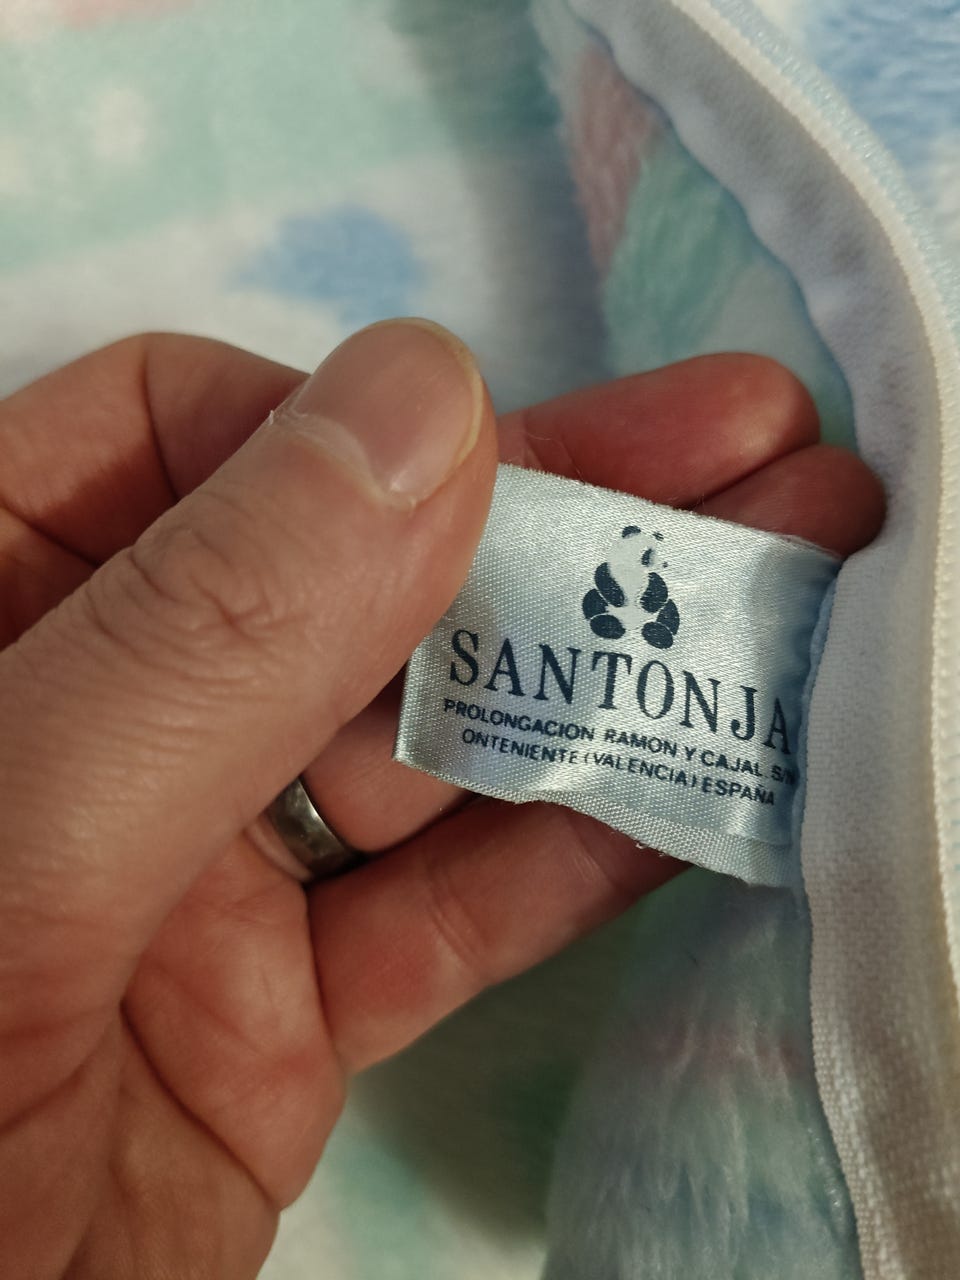 SANTONJA
PROLONGACION RAMON Y CAJAL S/N
ONTENIENTE (VALENCIA) ESPAÑA